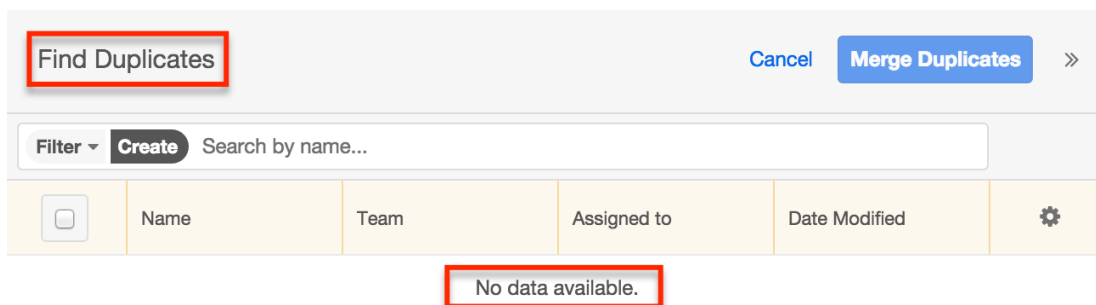 Find Duplicates Cancel Merge Duplicates »
Filter Create Search by name...
Name Team Assigned to Date Modified
No data available.